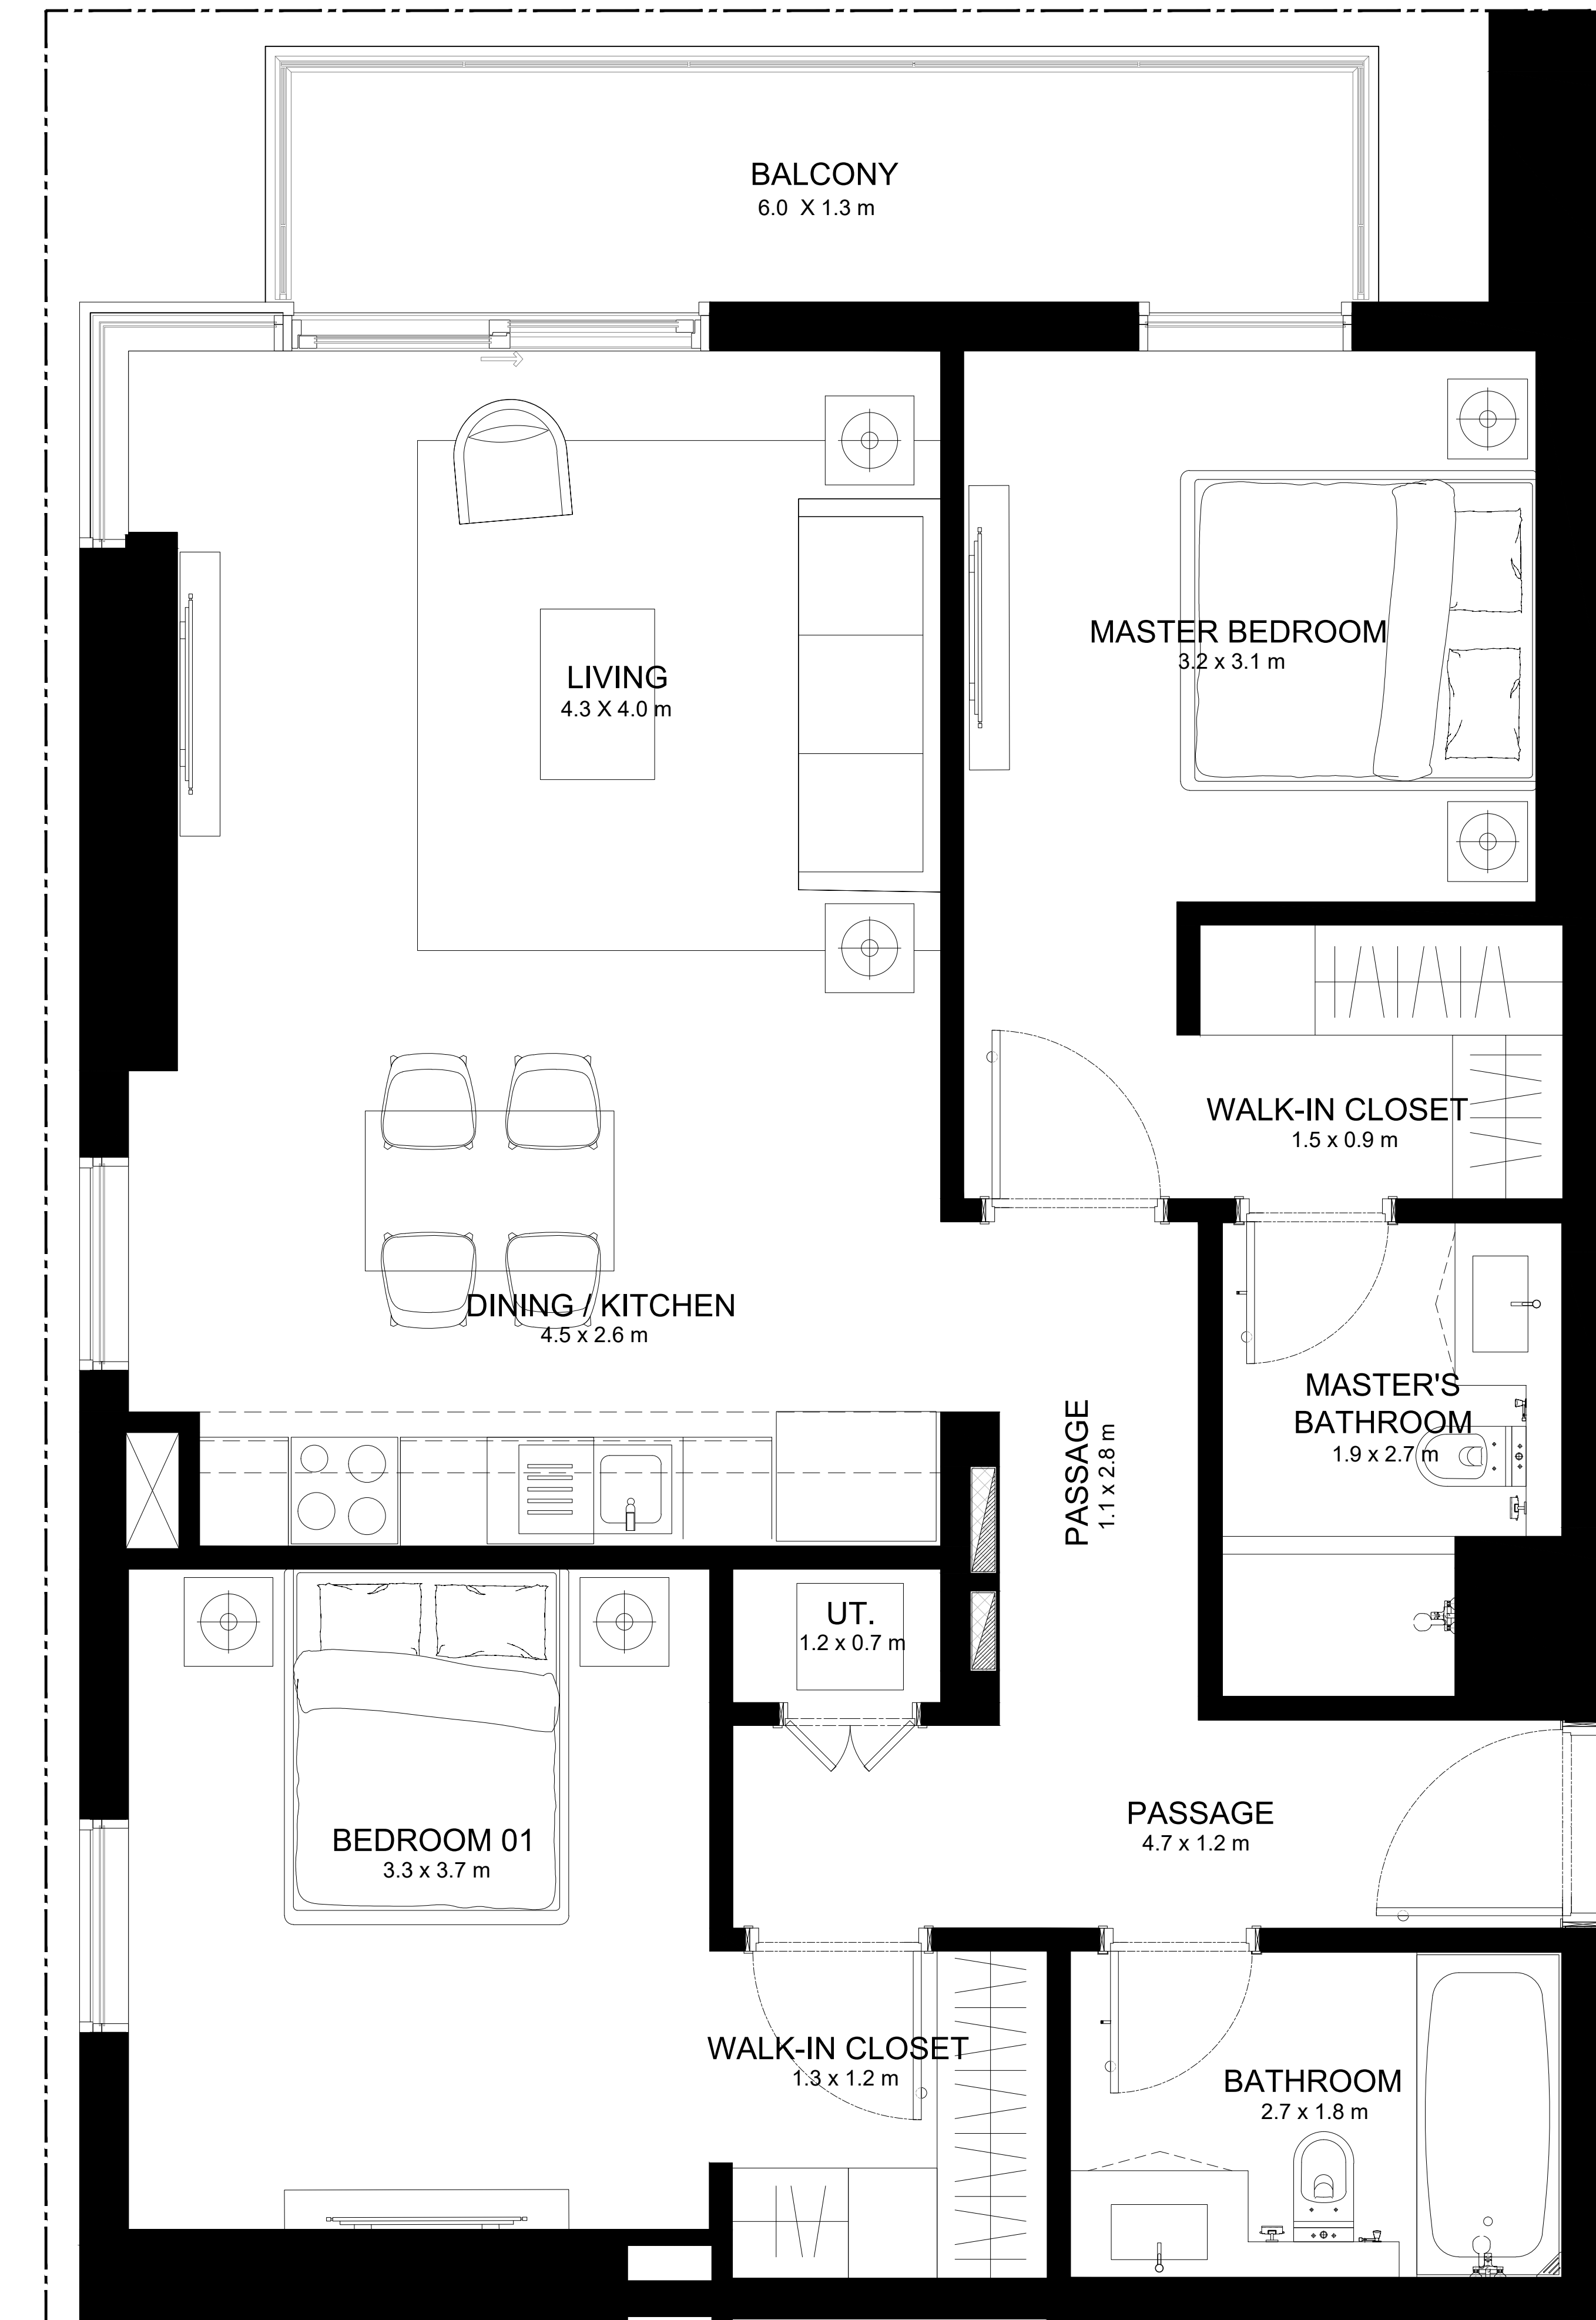 BALCONY
6.0 X 1.3 m
MASTER BEDROOM
3.2 x 3.1 m
LIVING
4.3 X 4.0 m
WALK-IN CLOSET
1.5 x 0.9 m
DINING / KITCHEN
4.5 x 2.6 m
MASTER'S
BATHROOM
1.9 x 2.7 m
PASSAGE
1.1 x 2.8 m
UT.
1.2 x 0.7 m
PASSAGE
4.7 x 1.2 m
BEDROOM 01
3.3 x 3.7 m
WALK-IN CLOSET
1.3 x 1.2 m
BATHROOM
2.7 x 1.8 m